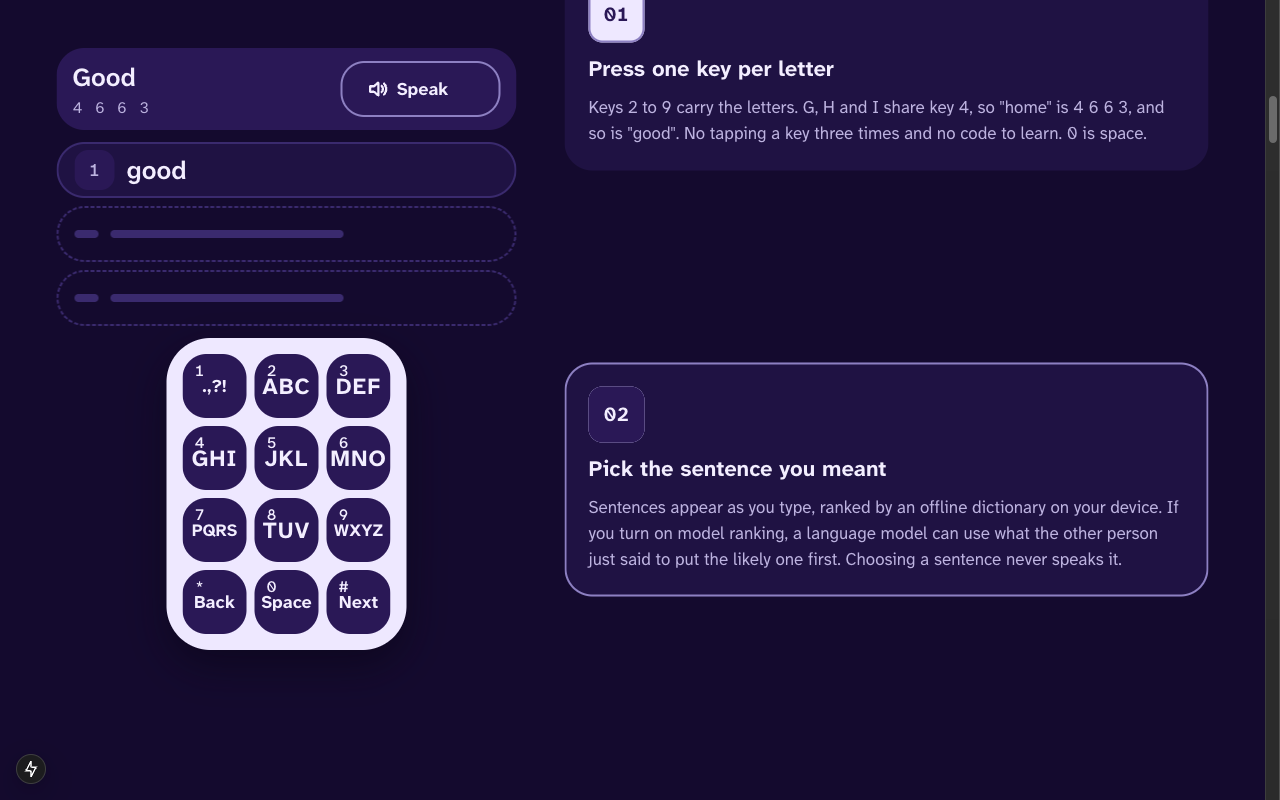 Good
4 6 6 3
Speak
1 good
1
.,?!
2
ABC
3
DEF
4
GHI
5
JKL
6
MNO
7
PQRS
8
TUV
9
WXYZ
*
Back
0
Space
#
Next
01
Press one key per letter
Keys 2 to 9 carry the letters. G, H and I share key 4, so "home" is 4 6 6 3, and
so is "good". No tapping a key three times and no code to learn. 0 is space.
02
Pick the sentence you meant
Sentences appear as you type, ranked by an offline dictionary on your device. If
you turn on model ranking, a language model can use what the other person
just said to put the likely one first. Choosing a sentence never speaks it.